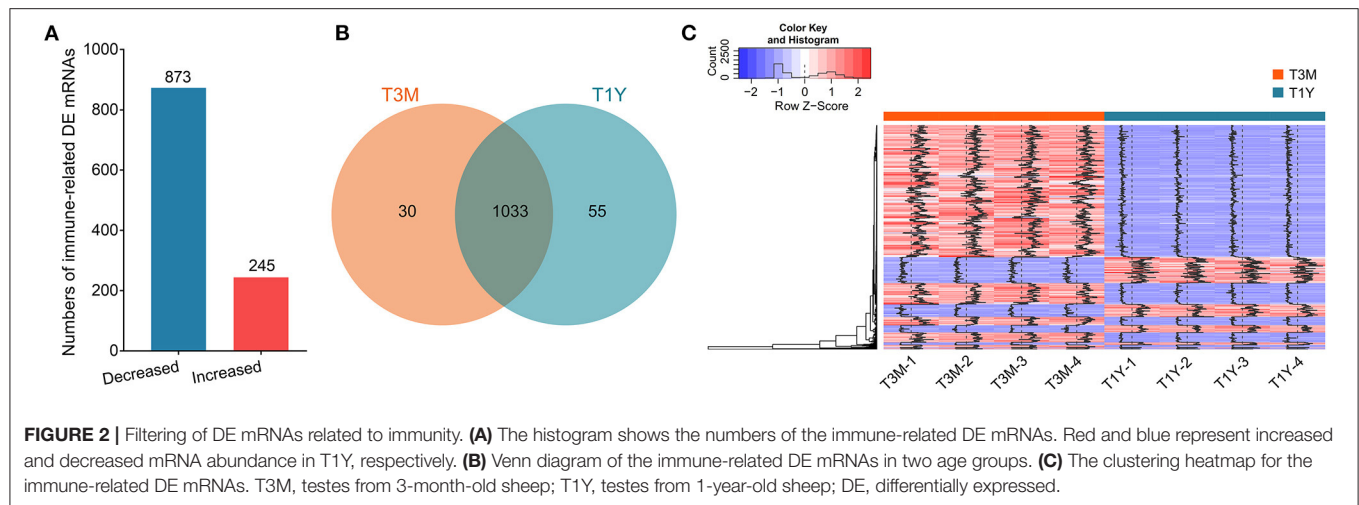 A
Numbers of immune-related DE mRNAs
1000
800
600
400
200
0
873
245
Decreased
Increased
B
T3M
T1Y
30
1033
55
C
Color Key
and Histogram
Count
2500
1000
0
−2 −1 0 1 2
Row Z−Score
T3M
T1Y
T3M-1
T3M-2
T3M-3
T3M-4
T1Y-1
T1Y-2
T1Y-3
T1Y-4
FIGURE 2 | Filtering of DE mRNAs related to immunity. (A) The histogram shows the numbers of the immune-related DE mRNAs. Red and blue represent increased
and decreased mRNA abundance in T1Y, respectively. (B) Venn diagram of the immune-related DE mRNAs in two age groups. (C) The clustering heatmap for the
immune-related DE mRNAs. T3M, testes from 3-month-old sheep; T1Y, testes from 1-year-old sheep; DE, differentially expressed.